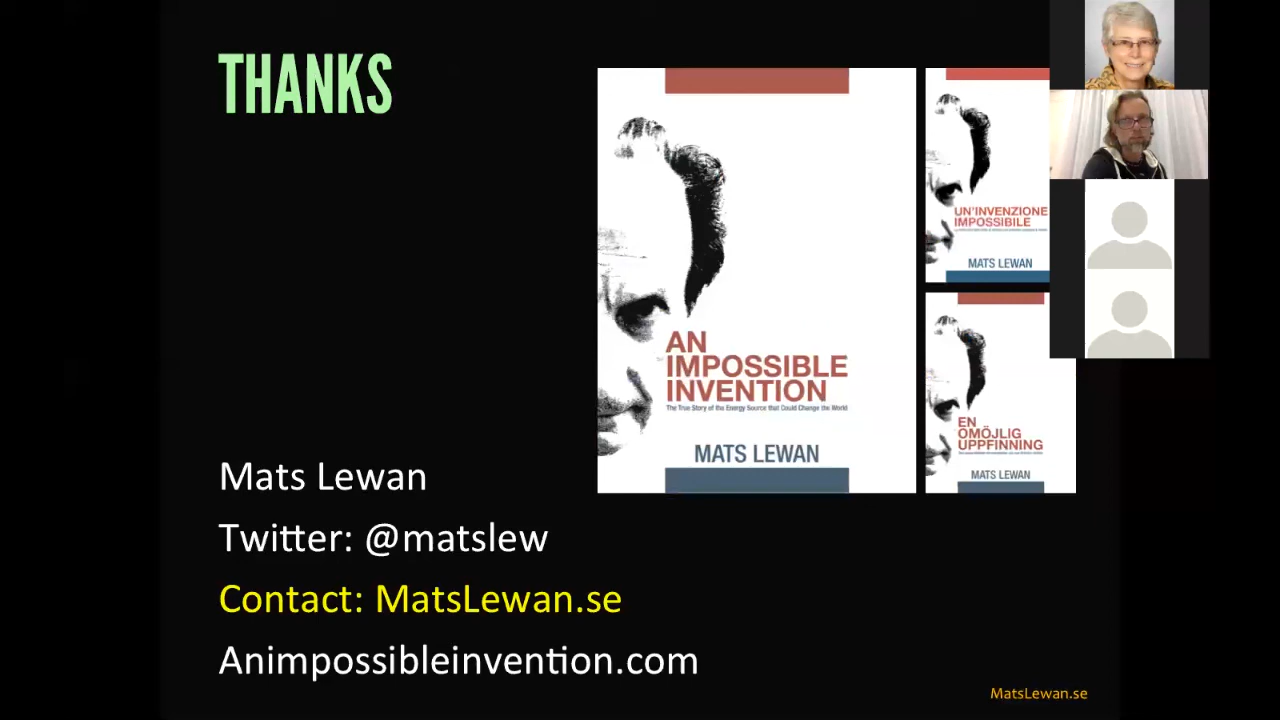 THANKS
AN
IMPOSSIBLE
INVENTION
The True Story of the Energy Source that Could Change the World
MATS LEWAN
UN'INVENZIONE
IMPOSSIBILE
MATS LEWAN
EN
OMÖJLIG
UPPFINNING
MATS LEWAN
Mats Lewan
Twitter: @matslew
Contact: MatsLewan.se
Animpossibleinvention.com
MatsLewan.se